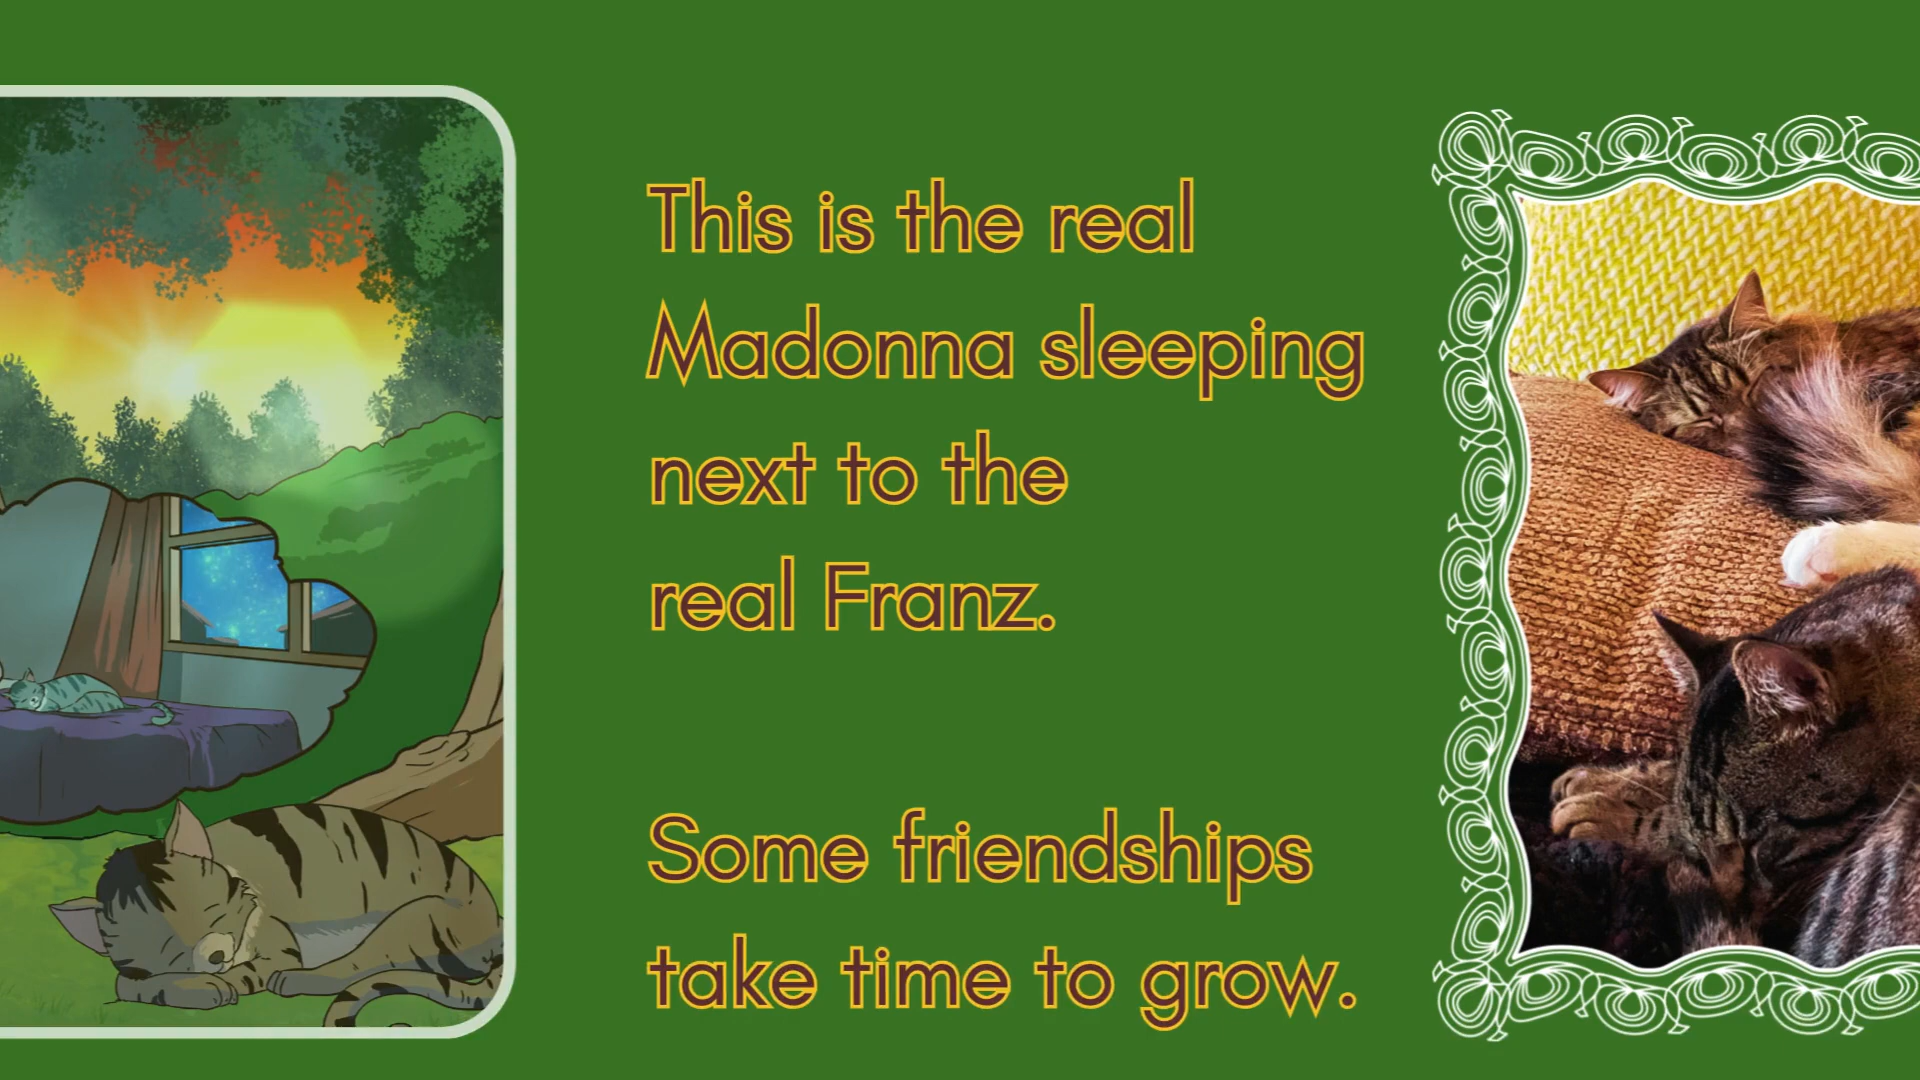 This is the real
Madonna sleeping
next to the
real Franz.
Some friendships
take time to grow.